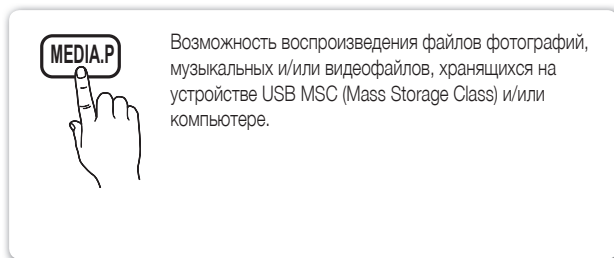 MEDIA.P
Возможность воспроизведения файлов фотографий,
музыкальных и/или видеофайлов, хранящихся на
устройстве USB MSC (Mass Storage Class) и/или
компьютере.